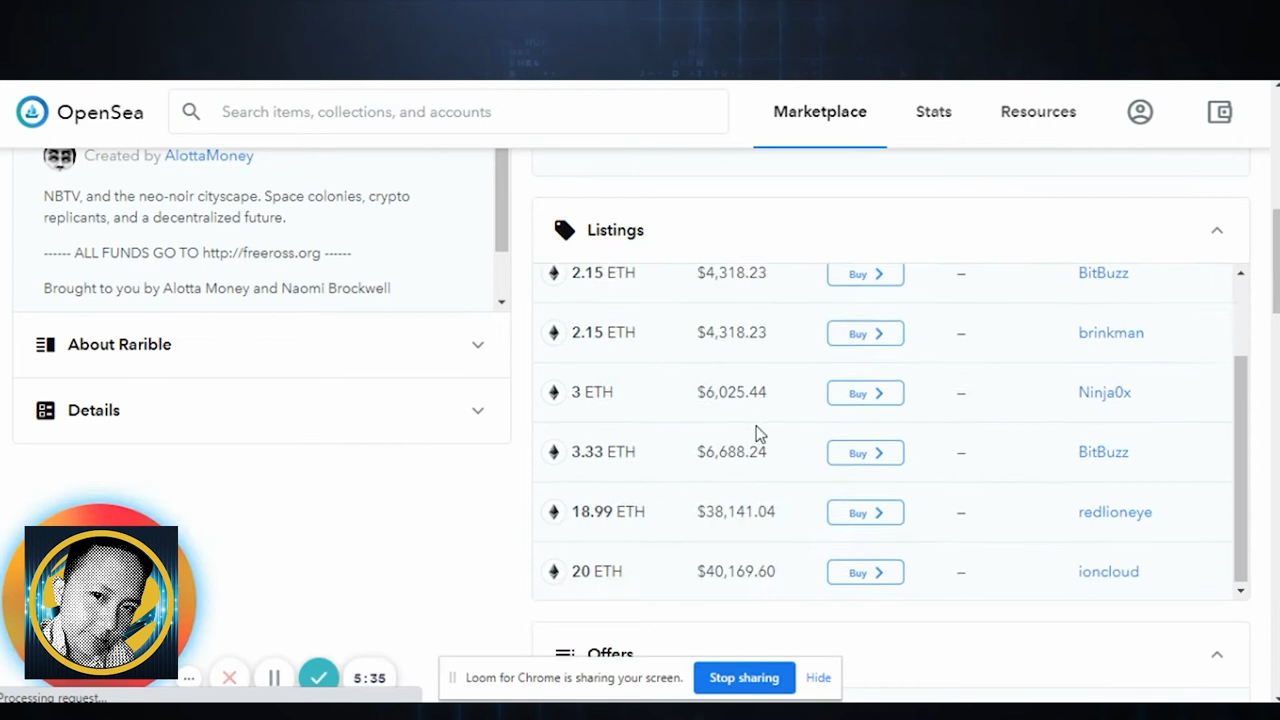 OpenSea
Search items, collections, and accounts
Marketplace
Stats
Resources
Created by AlottaMoney
NBTV, and the neo-noir cityscape. Space colonies, crypto
replicants, and a decentralized future.
------ ALL FUNDS GO TO http://freeross.org ------
Brought to you by Alotta Money and Naomi Brockwell
About Rarible
Details
Listings
2.15 ETH $4,318.23 Buy – BitBuzz
2.15 ETH $4,318.23 Buy – brinkman
3 ETH $6,025.44 Buy – Ninja0x
3.33 ETH $6,688.24 Buy – BitBuzz
18.99 ETH $38,141.04 Buy – redlioneye
20 ETH $40,169.60 Buy – ioncloud
Offers
5:35
Loom for Chrome is sharing your screen. Stop sharing Hide
Processing request...